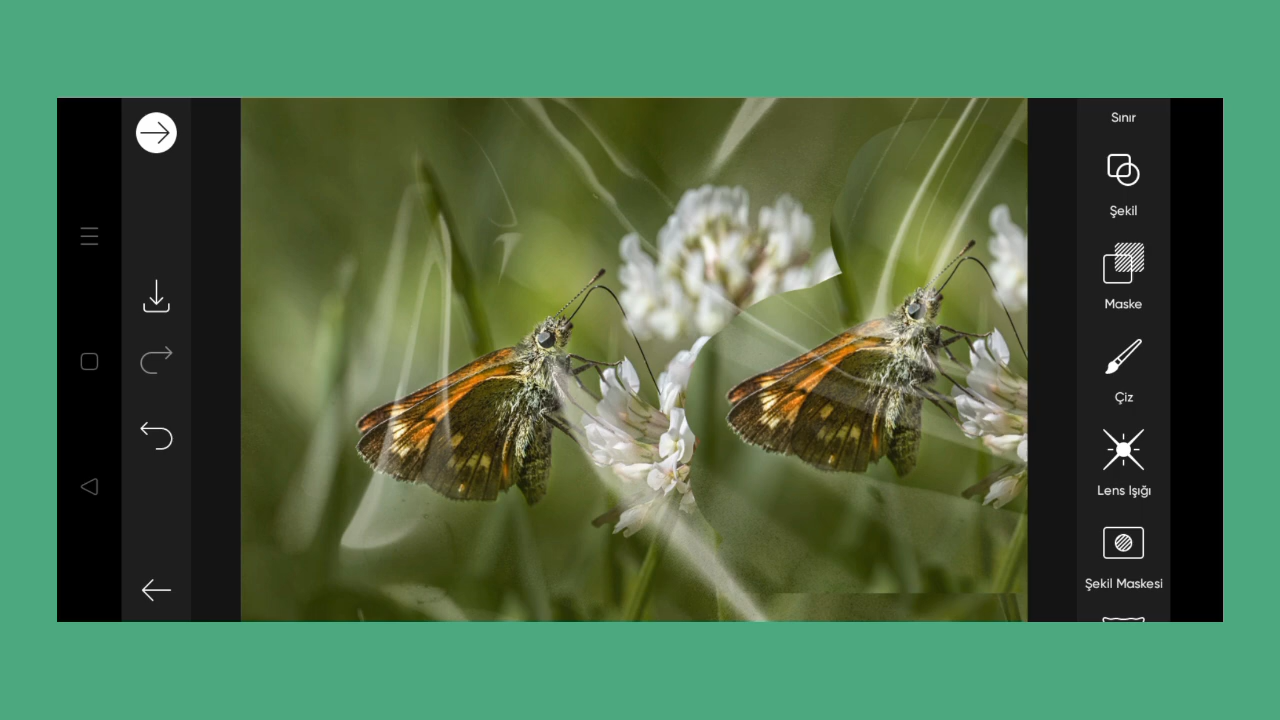 Sınır
Şekil
Maske
Çiz
Lens Işığı
Şekil Maskesi